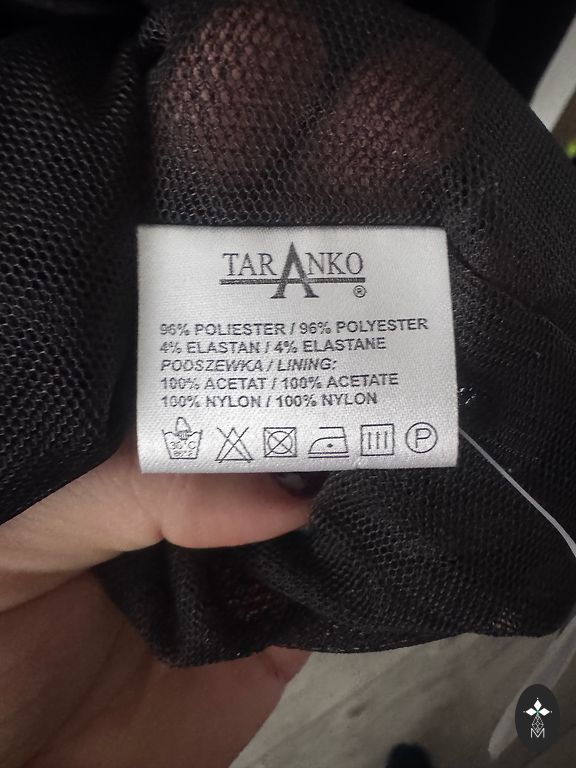 TARANKO
®
96% POLIESTER / 96% POLYESTER
4% ELASTAN / 4% ELASTANE
PODSZEWKA / LINING:
100% ACETAT / 100% ACETATE
100% NYLON / 100% NYLON
30°C
P
M